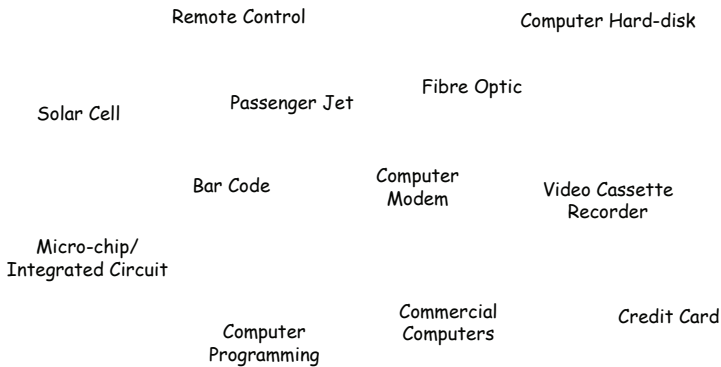 Remote Control
Computer Hard-disk
Fibre Optic
Passenger Jet
Solar Cell
Bar Code
Computer
Modem
Video Cassette
Recorder
Micro-chip/
Integrated Circuit
Commercial
Computers
Credit Card
Computer
Programming